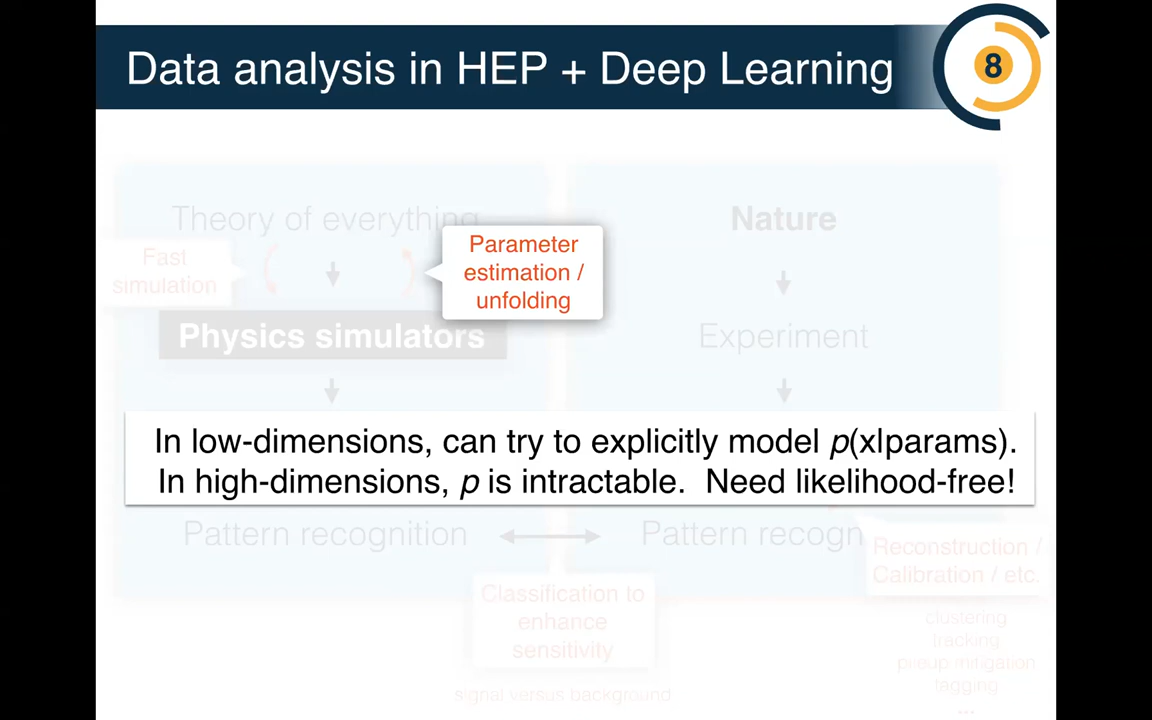 Data analysis in HEP + Deep Learning
8
Theory of everything
Nature
Fast
simulation
Parameter
estimation /
unfolding
Physics simulators
Experiment
In low-dimensions, can try to explicitly model p(x|params).
In high-dimensions, p is intractable. Need likelihood-free!
Pattern recognition
Pattern recogn
Reconstruction /
Calibration / etc.
Classification to
enhance
sensitivity
clustering
tracking
pileup mitigation
tagging
...
signal versus background